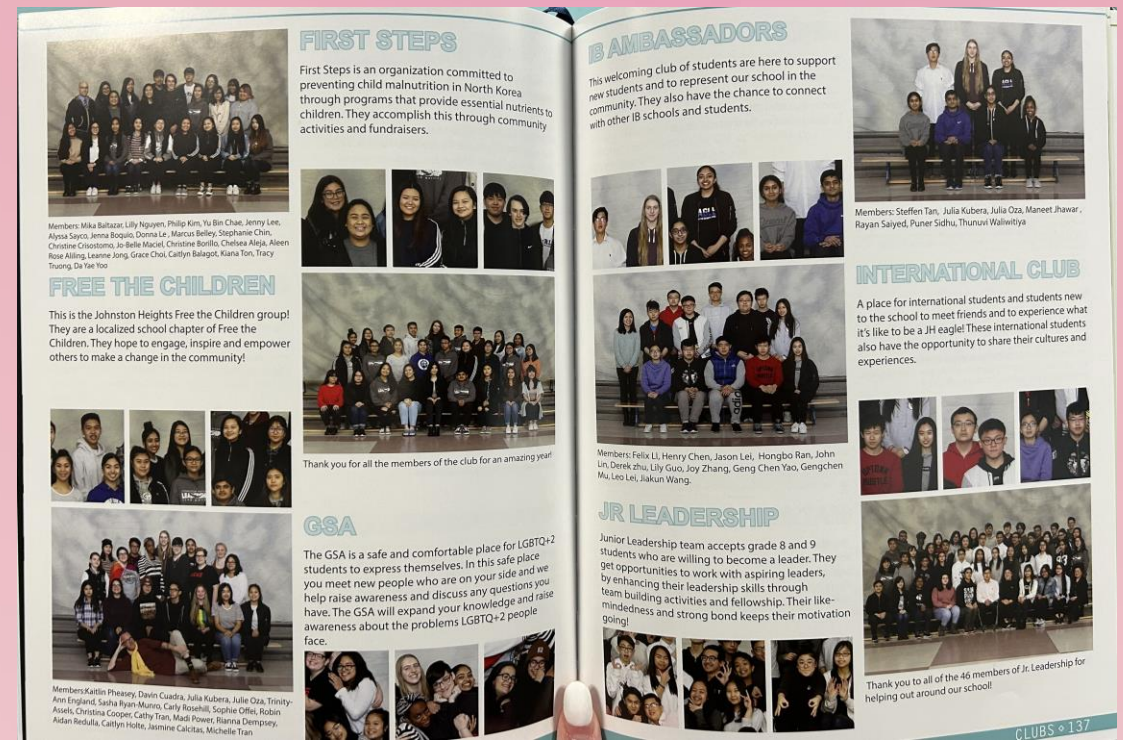 FIRST STEPS
First Steps is an organization committed to
preventing child malnutrition in North Korea
through programs that provide essential nutrients to
children. They accomplish this through community
activities and fundraisers.
Members: Mika Baltazar, Lilly Nguyen, Philip Kim, Yu Bin Chae, Jenny Lee,
Alyssa Sayco, Jenna Boquio, Donna Le , Marcus Belley, Stephanie Chin,
Christine Crisostomo, Jo-Belle Maciel, Christine Borillo, Chelsea Aleja, Aileen
Rose Aliling, Leanne Jong, Grace Choi, Caitlyn Balagot, Kiana Ton, Tracy
Truong, Da Yae Yoo
FREE THE CHILDREN
This is the Johnston Heights Free the Children group!
They are a localized school chapter of Free the
Children. They hope to engage, inspire and empower
others to make a change in the community!
Thank you for all the members of the club for an amazing year!
GSA
The GSA is a safe and comfortable place for LGBTQ+2
students to express themselves. In this safe place
you meet new people who are on your side and we
help raise awareness and discuss any questions you
have. The GSA will expand your knowledge and raise
awareness about the problems LGBTQ+2 people
face.
Members:Kaitlin Pheasey, Davin Cuadra, Julia Kubera, Julie Oza, Trinity-
Ann England, Sasha Ryan-Munro, Carly Rosehill, Sophie Offei, Robin
Assels, Christina Cooper, Cathy Tran, Madi Power, Rianna Dempsey,
Aidan Redulla, Caitlyn Holte, Jasmine Calcitas, Michelle Tran
IB AMBASSADORS
This welcoming club of students are here to support
new students and to represent our school in the
community. They also have the chance to connect
with other IB schools and students.
Members: Steffen Tan, Julia Kubera, Julia Oza, Maneet Jhawar ,
Rayan Saiyed, Puner Sidhu, Thunuvi Waliwitiya
INTERNATIONAL CLUB
A place for international students and students new
to the school to meet friends and to experience what
it's like to be a JH eagle! These international students
also have the opportunity to share their cultures and
experiences.
Members: Felix LI, Henry Chen, Jason Lei, Hongbo Ran, John
Lin, Derek zhu, Lily Guo, Joy Zhang, Geng Chen Yao, Gengchen
Mu, Leo Lei, Jiakun Wang.
JR LEADERSHIP
Junior Leadership team accepts grade 8 and 9
students who are willing to become a leader. They
get opportunities to work with aspiring leaders,
by enhancing their leadership skills through
team building activities and fellowship. Their like-
mindedness and strong bond keeps their motivation
going!
Thank you to all of the 46 members of Jr. Leadership for
helping out around our school!
CLUBS 137